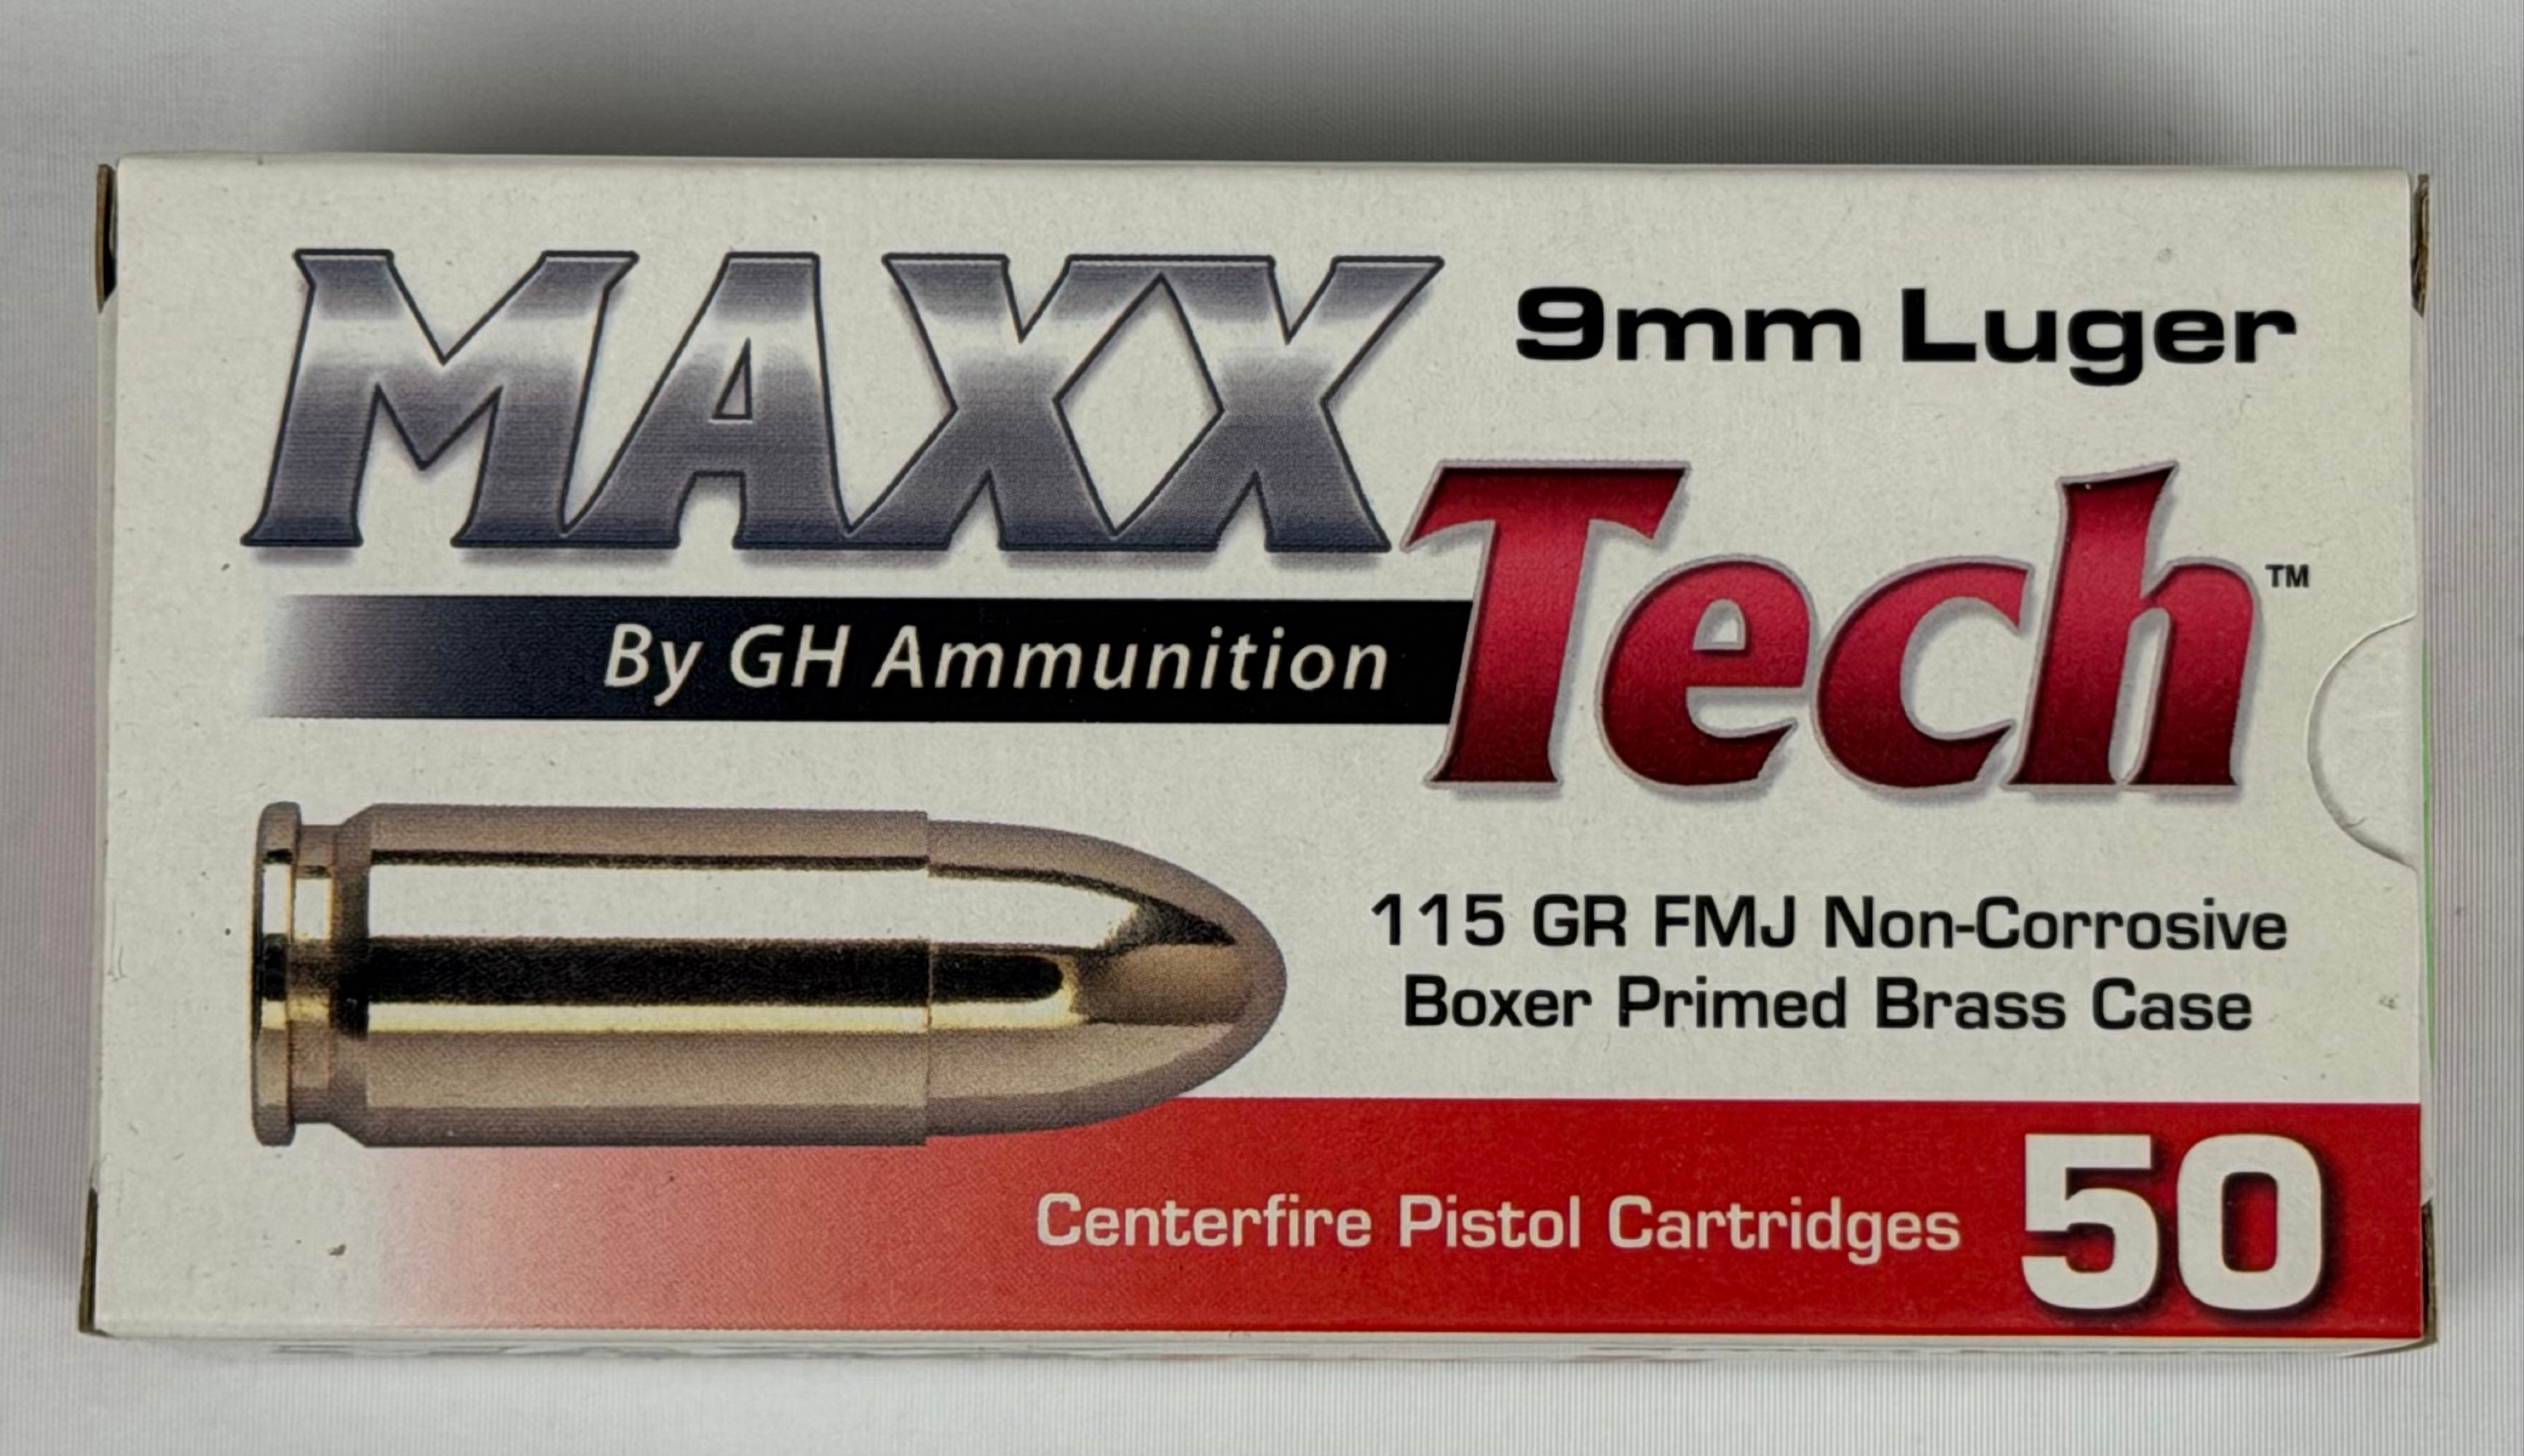 MAXX
9mm Luger
Tech™
By GH Ammunition
115 GR FMJ Non-Corrosive
Boxer Primed Brass Case
Centerfire Pistol Cartridges 50